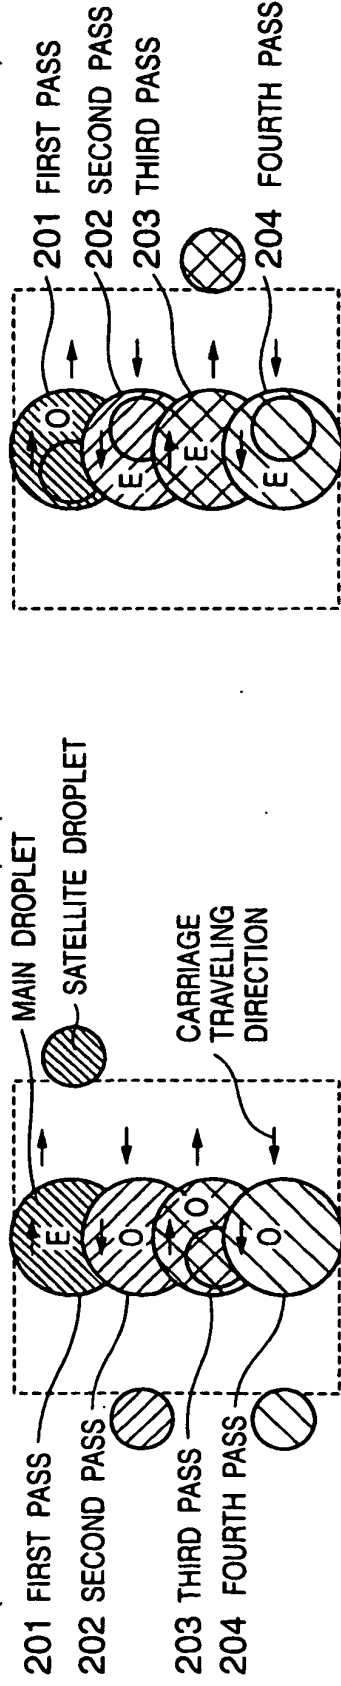 201 FIRST PASS
202 SECOND PASS
203 THIRD PASS
204 FOURTH PASS
MAIN DROPLET
SATELLITE DROPLET
CARRIAGE
TRAVELING
DIRECTION
E
O
O
O
201 FIRST PASS
202 SECOND PASS
203 THIRD PASS
204 FOURTH PASS
O
E
E
E